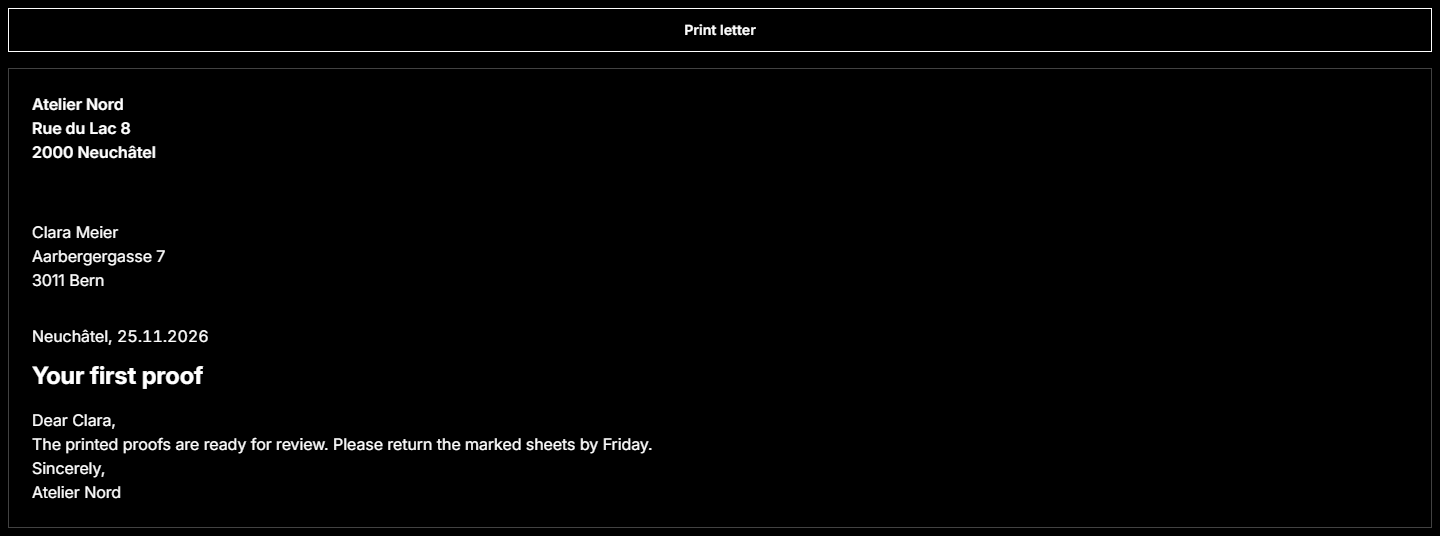 Print letter
Atelier Nord
Rue du Lac 8
2000 Neuchâtel
Clara Meier
Aarbergergasse 7
3011 Bern
Neuchâtel, 25.11.2026
Your first proof
Dear Clara,
The printed proofs are ready for review. Please return the marked sheets by Friday.
Sincerely,
Atelier Nord